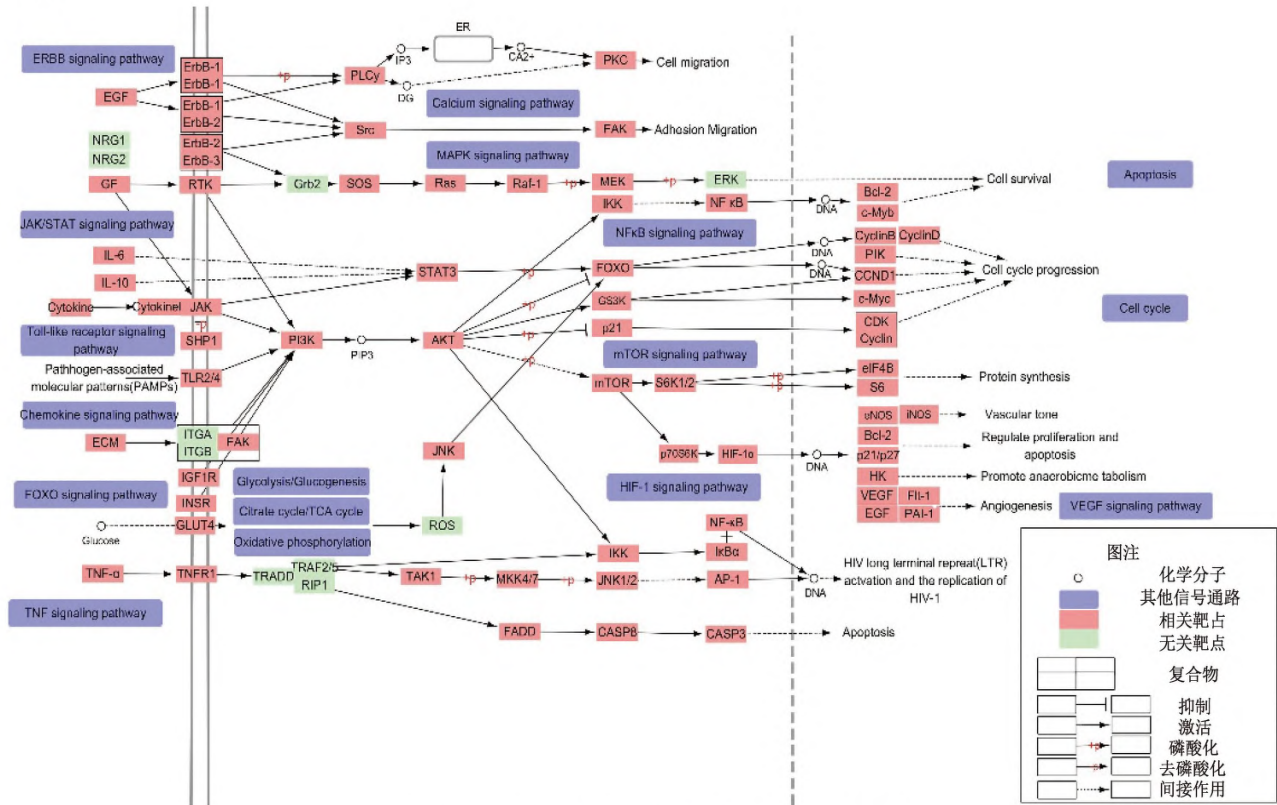 ER
IP3
CA2+
ERBB signaling pathway
ErbB-1
ErbB-1
+p
PLCγ
PKC
Cell migration
EGF
DG
ErbB-1
ErbB-2
Calcium signaling pathway
Src
FAK
Adhesion Migration
NRG1
NRG2
ErbB-2
ErbB-3
MAPK signaling pathway
GF
RTK
Grb2
SOS
Ras
Raf-1
+p
MEK
+p
ERK
Cell survival
Apoptosis
IKK
NF κB
DNA
Bcl-2
c-Myb
JAK/STAT signaling pathway
NFκB signaling pathway
IL-6
IL-10
STAT3
+p
FOXO
DNA
DNA
CyclinB
CyclinD
PIK
CCND1
Cell cycle progression
Cytokine
Cytokinel
JAK
+p
GS3K
c-Myc
Cell cycle
-p
SHP1
Toll-like receptor signaling
pathway
PI3K
PIP3
AKT
+p
p21
CDK
Cyclin
mTOR signaling pathway
Pathhogen-associated
molecular patterns(PAMPs)
TLR2/4
+p
mTOR
S6K1/2
+p
+p
eIF4B
S6
Protein synthesis
Chemokine signaling pathway
ECM
ITGA
ITGB
FAK
JNK
p70S6K
HIF-1α
DNA
eNOS
iNOS
Vascular tone
Bcl-2
p21/p27
Regulate proliferation and
apoptosis
IGF1R
INSR
HK
Promote anaerobicme tabolism
FOXO signaling pathway
Glycolysis/Glucogenesis
HIF-1 signaling pathway
VEGF
Fll-1
EGF
PAI-1
Angiogenesis
VEGF signaling pathway
Glucose
GLUT4
Citrate cycle/TCA cycle
ROS
Oxidative phosphorylation
NF-κB
IKK
IκBα
TNF-α
TNFR1
TRADD
TRAF2/5
RIP1
TAK1
+p
MKK4/7
+p
JNK1/2
AP-1
DNA
HIV long terminal repreat(LTR)
actvation and the replication of
HIV-1
TNF signaling pathway
FADD
CASP8
CASP3
Apoptosis
图注
化学分子
其他信号通路
相关靶占
无关靶点
复合物
抑制
激活
+p
磷酸化
-p
去磷酸化
间接作用